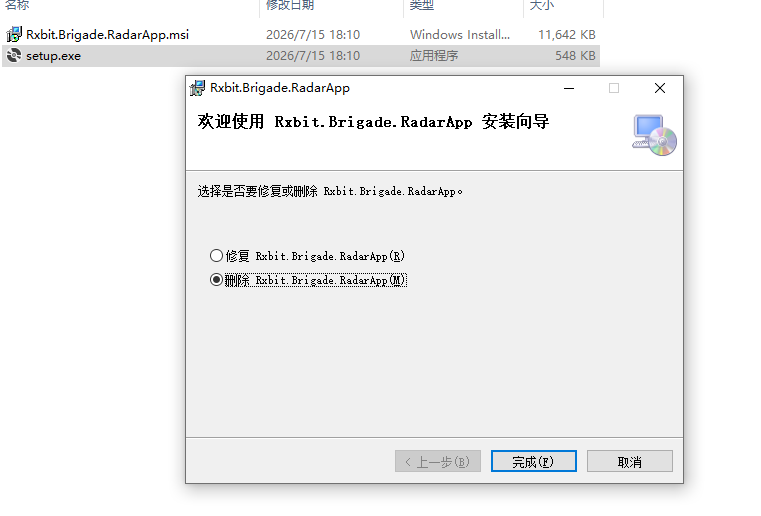 名称 修改日期 类型 大小
Rxbit.Brigade.RadarApp.msi 2026/7/15 18:10 Windows Install... 11,642 KB
setup.exe 2026/7/15 18:10 应用程序 548 KB
Rxbit.Brigade.RadarApp
欢迎使用 Rxbit.Brigade.RadarApp 安装向导
选择是否要修复或删除 Rxbit.Brigade.RadarApp。
修复 Rxbit.Brigade.RadarApp(R)
删除 Rxbit.Brigade.RadarApp(M)
< 上一步(B) 完成(F) 取消